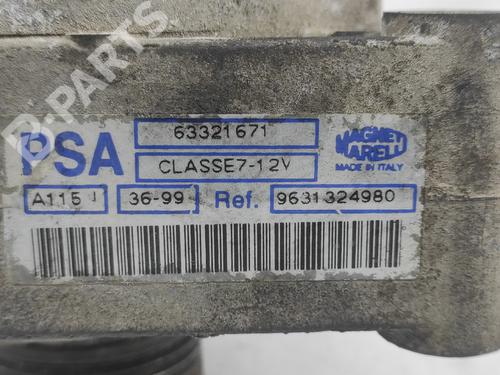 B-PARTS
63321671
PSA
CLASSE7-12V
MAGNETI
MARELLI
MADE IN ITALY
A115 J
36-99
Ref.
9631324980